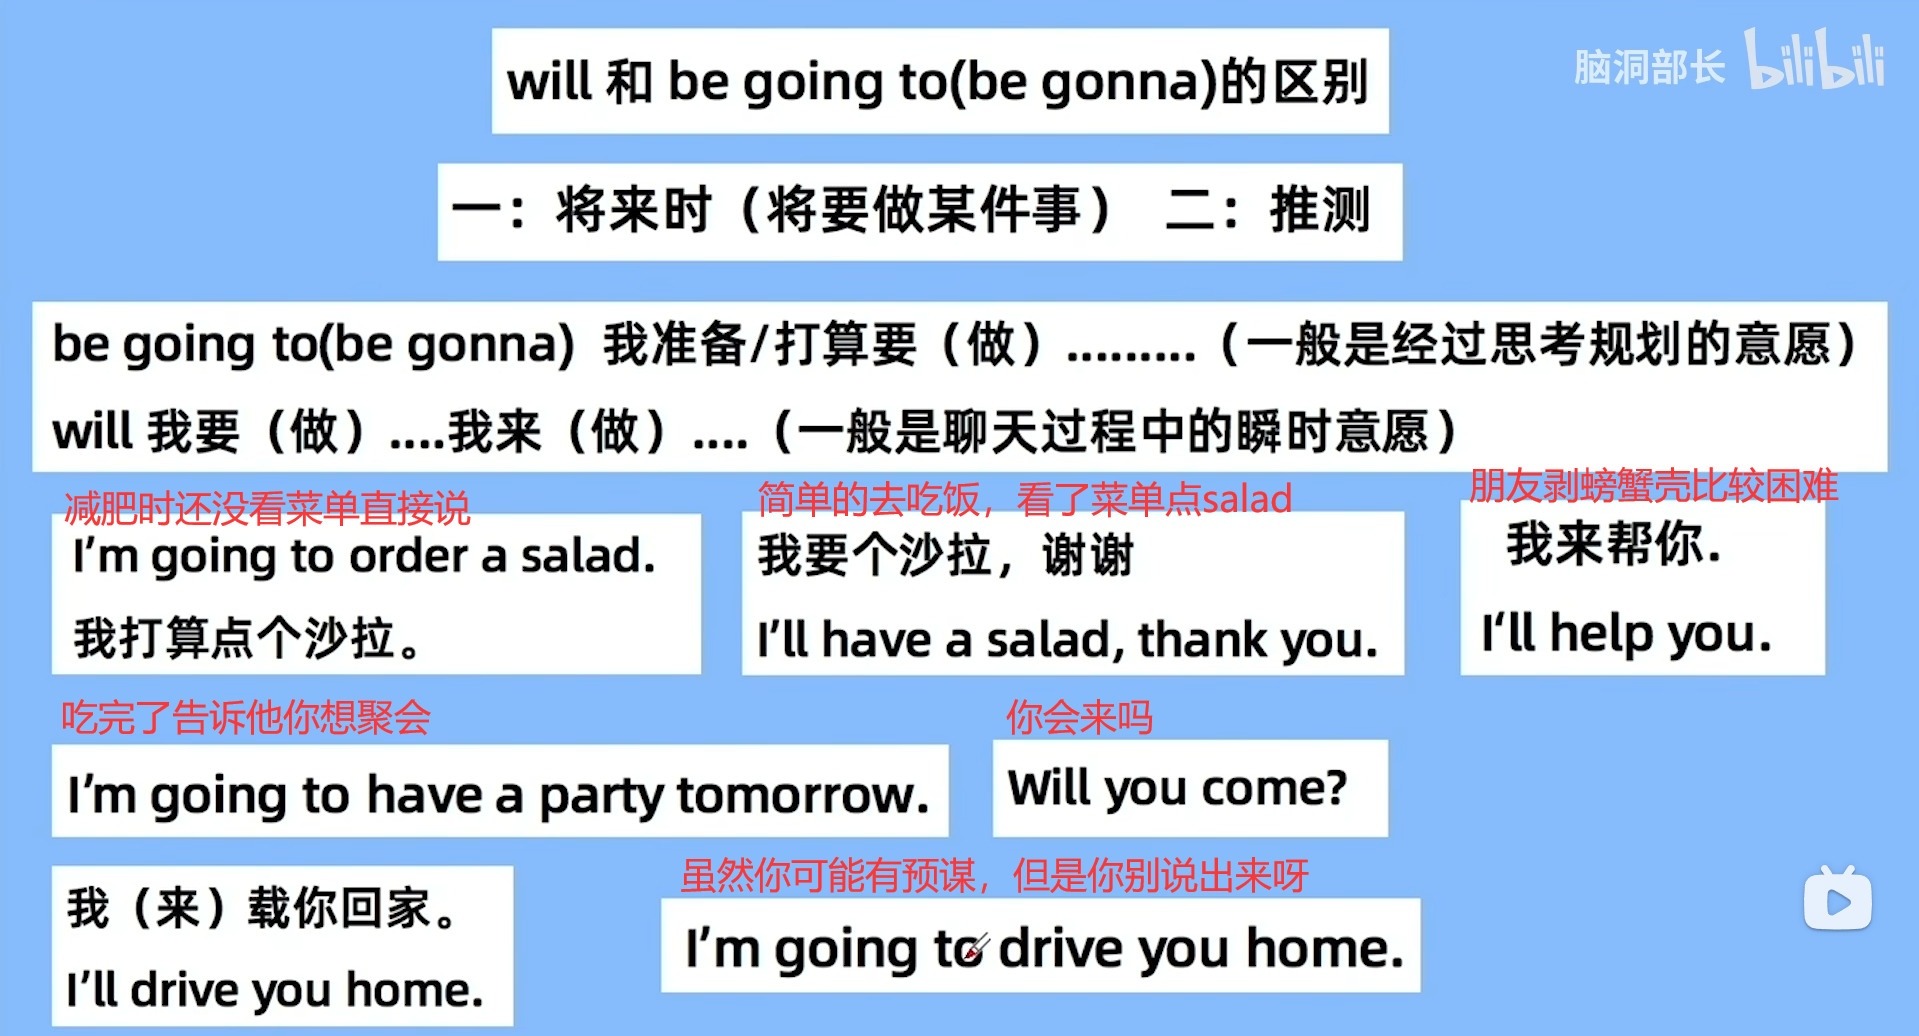 will 和 be going to(be gonna)的区别
脑洞部长 bilibili
一：将来时（将要做某件事） 二：推测
be going to(be gonna) 我准备/打算要（做）.........（一般是经过思考规划的意愿）
will 我要（做）....我来（做）....（一般是聊天过程中的瞬时意愿）
减肥时还没看菜单直接说
I’m going to order a salad.
我打算点个沙拉。
简单的去吃饭，看了菜单点salad
我要个沙拉，谢谢
I’ll have a salad, thank you.
朋友剥螃蟹壳比较困难
我来帮你.
I‘ll help you.
吃完了告诉他你想聚会
I’m going to have a party tomorrow.
你会来吗
Will you come?
我（来）载你回家。
I’ll drive you home.
虽然你可能有预谋，但是你别说出来呀
I’m going to drive you home.